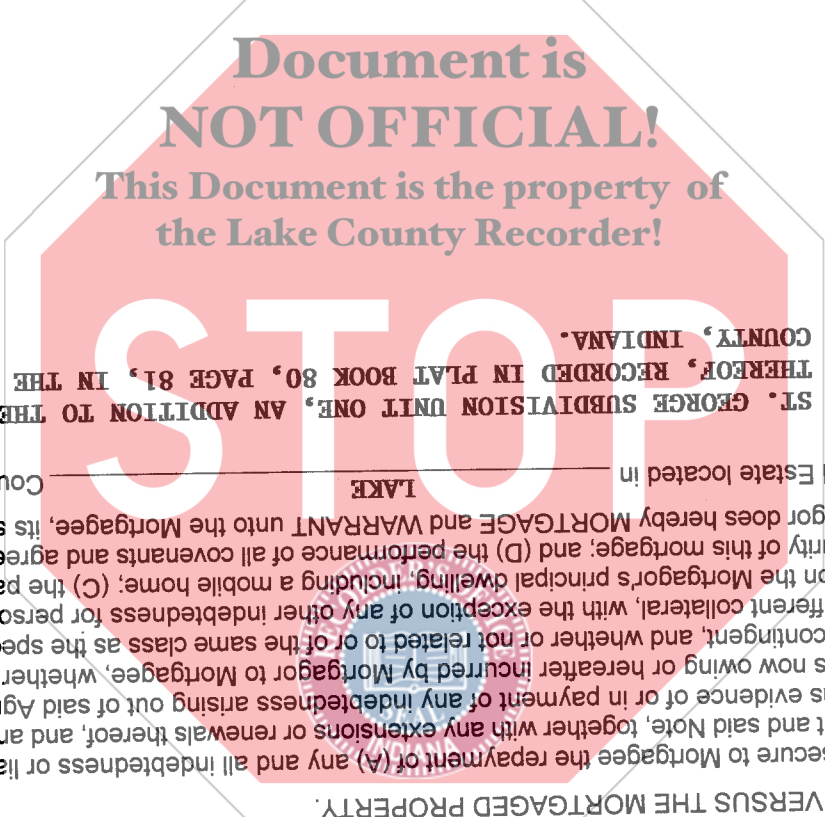 Document is
NOT OFFICIAL!
This Document is the property of
the Lake County Recorder!
STOP
VERSUS THE MORTGAGED PROPERTY.
secure to Mortgagee the repayment of (A) any and all indebtedness or lia
t and said Note, together with any extensions or renewals thereof, and an
s evidence of or in payment of any indebtedness arising out of said Ag
s now owing or hereafter incurred by Mortgagor to Mortgagee, whether
contingent, and whether or not related to or of the same class as the spec
fferent collateral, with the exception of any other indebtedness for person
on the Mortgagor's principal dwelling, including a mobile home; (C) the pa
urity of this mortgage; and (D) the performance of all covenants and agree
gor does hereby MORTGAGE and WARRANT unto the Mortgagee, its s
l Estate located in LAKE Cou
ST. GEORGE SUBDIVISION UNIT ONE, AN ADDITION TO THE
THEREOF, RECORDED IN PLAT BOOK 80, PAGE 81, IN THE
COUNTY, INDIANA.
SEAL
INDIANA